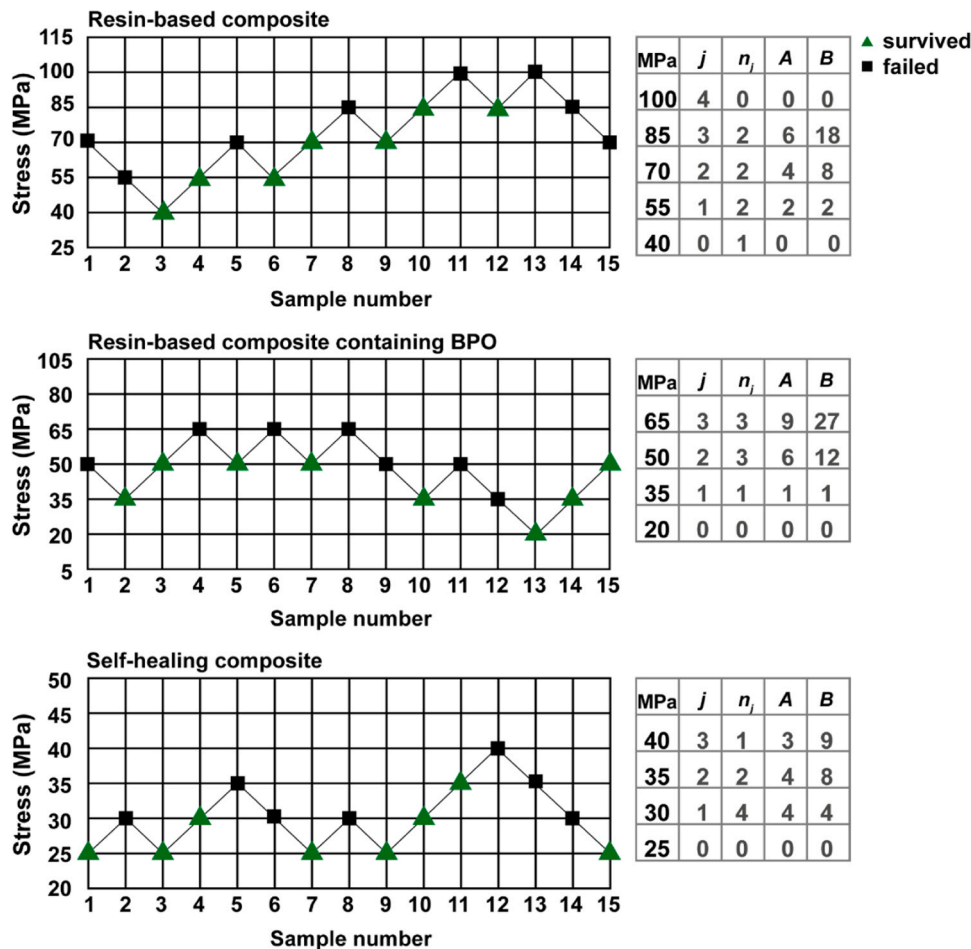 Resin-based composite
Stress (MPa)
115
100
85
70
55
40
25
1 2 3 4 5 6 7 8 9 10 11 12 13 14 15
Sample number
MPa j nj A B
100 4 0 0 0
85 3 2 6 18
70 2 2 4 8
55 1 2 2 2
40 0 1 0 0
survived
failed
Resin-based composite containing BPO
Stress (MPa)
105
80
65
50
35
20
5
1 2 3 4 5 6 7 8 9 10 11 12 13 14 15
Sample number
MPa j nj A B
65 3 3 9 27
50 2 3 6 12
35 1 1 1 1
20 0 0 0 0
Self-healing composite
Stress (MPa)
50
45
40
35
30
25
20
1 2 3 4 5 6 7 8 9 10 11 12 13 14 15
Sample number
MPa j nj A B
40 3 1 3 9
35 2 2 4 8
30 1 4 4 4
25 0 0 0 0